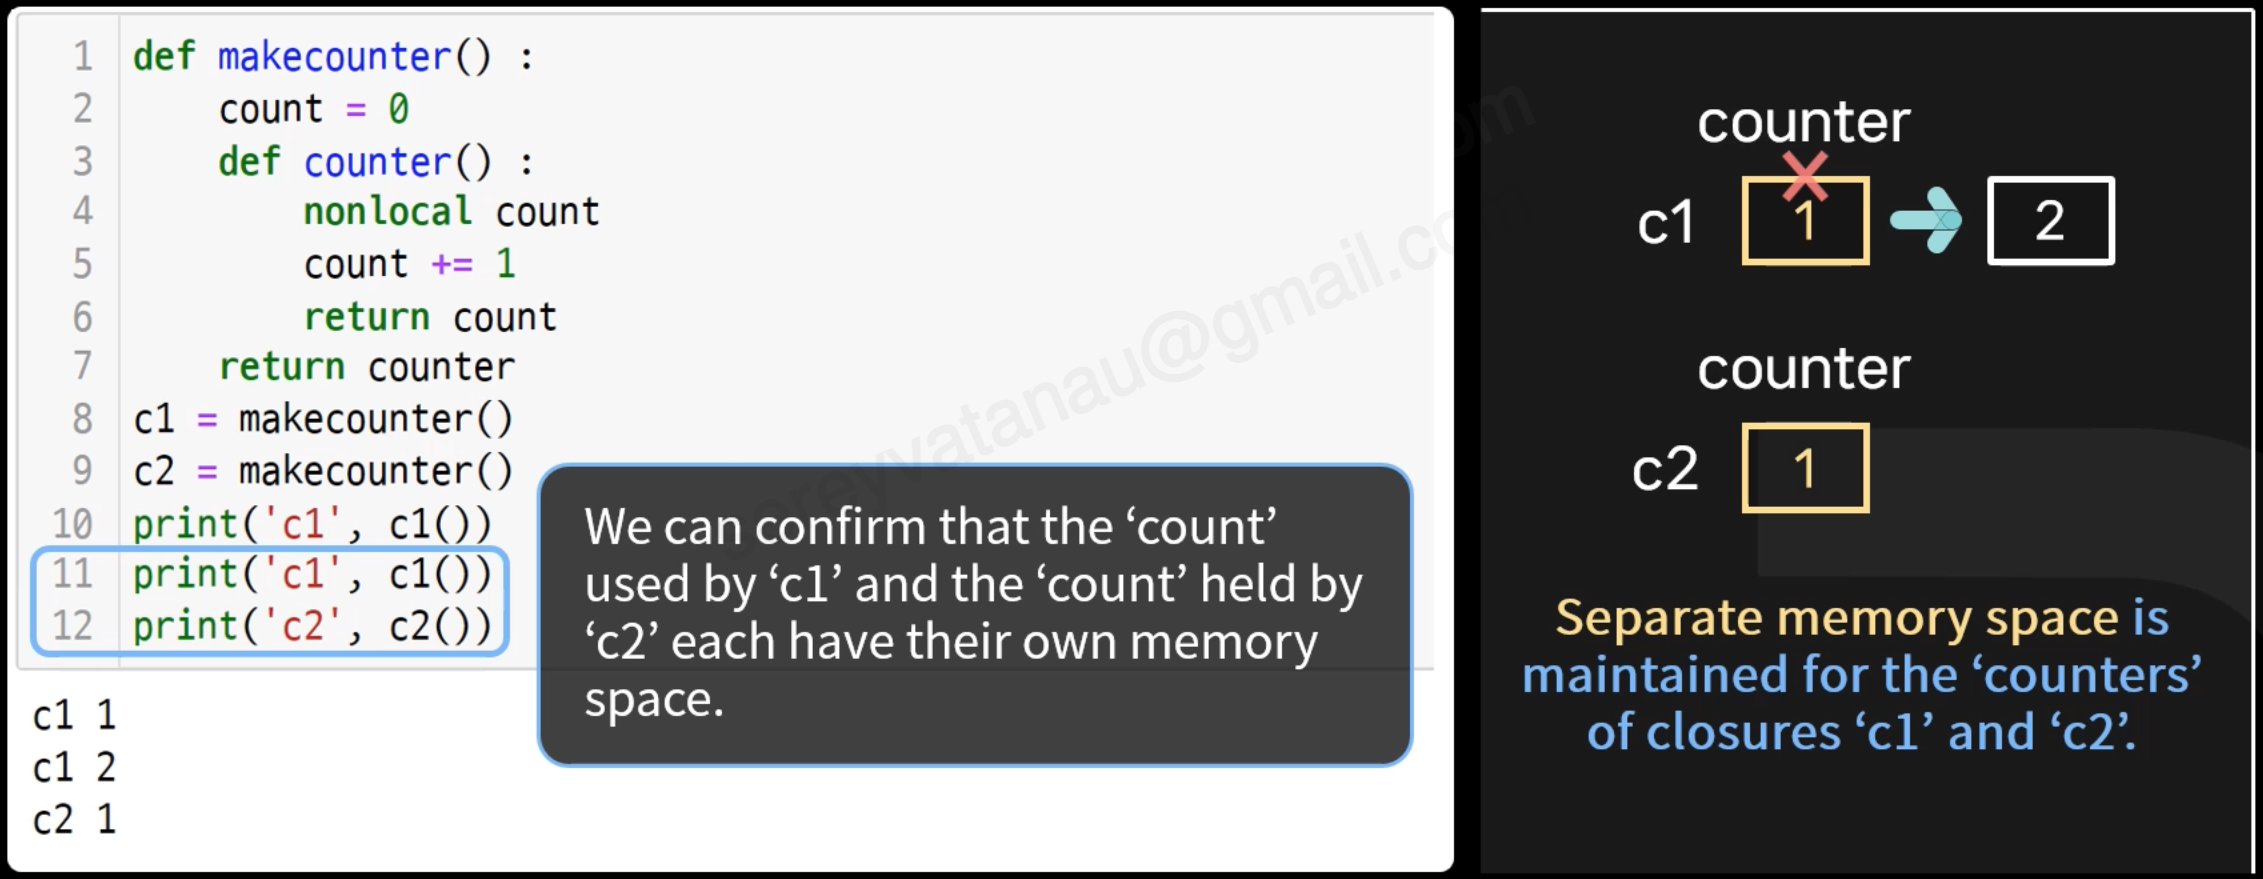 1 def makecounter() :
2     count = 0
3     def counter() :
4         nonlocal count
5         count += 1
6         return count
7     return counter
8 c1 = makecounter()
9 c2 = makecounter()
10 print('c1', c1())
11 print('c1', c1())
12 print('c2', c2())
c1 1
c1 2
c2 1
We can confirm that the ‘count’
used by ‘c1’ and the ‘count’ held by
‘c2’ each have their own memory
space.
counter
c1 1 2
counter
c2 1
Separate memory space is
maintained for the ‘counters’
of closures ‘c1’ and ‘c2’.